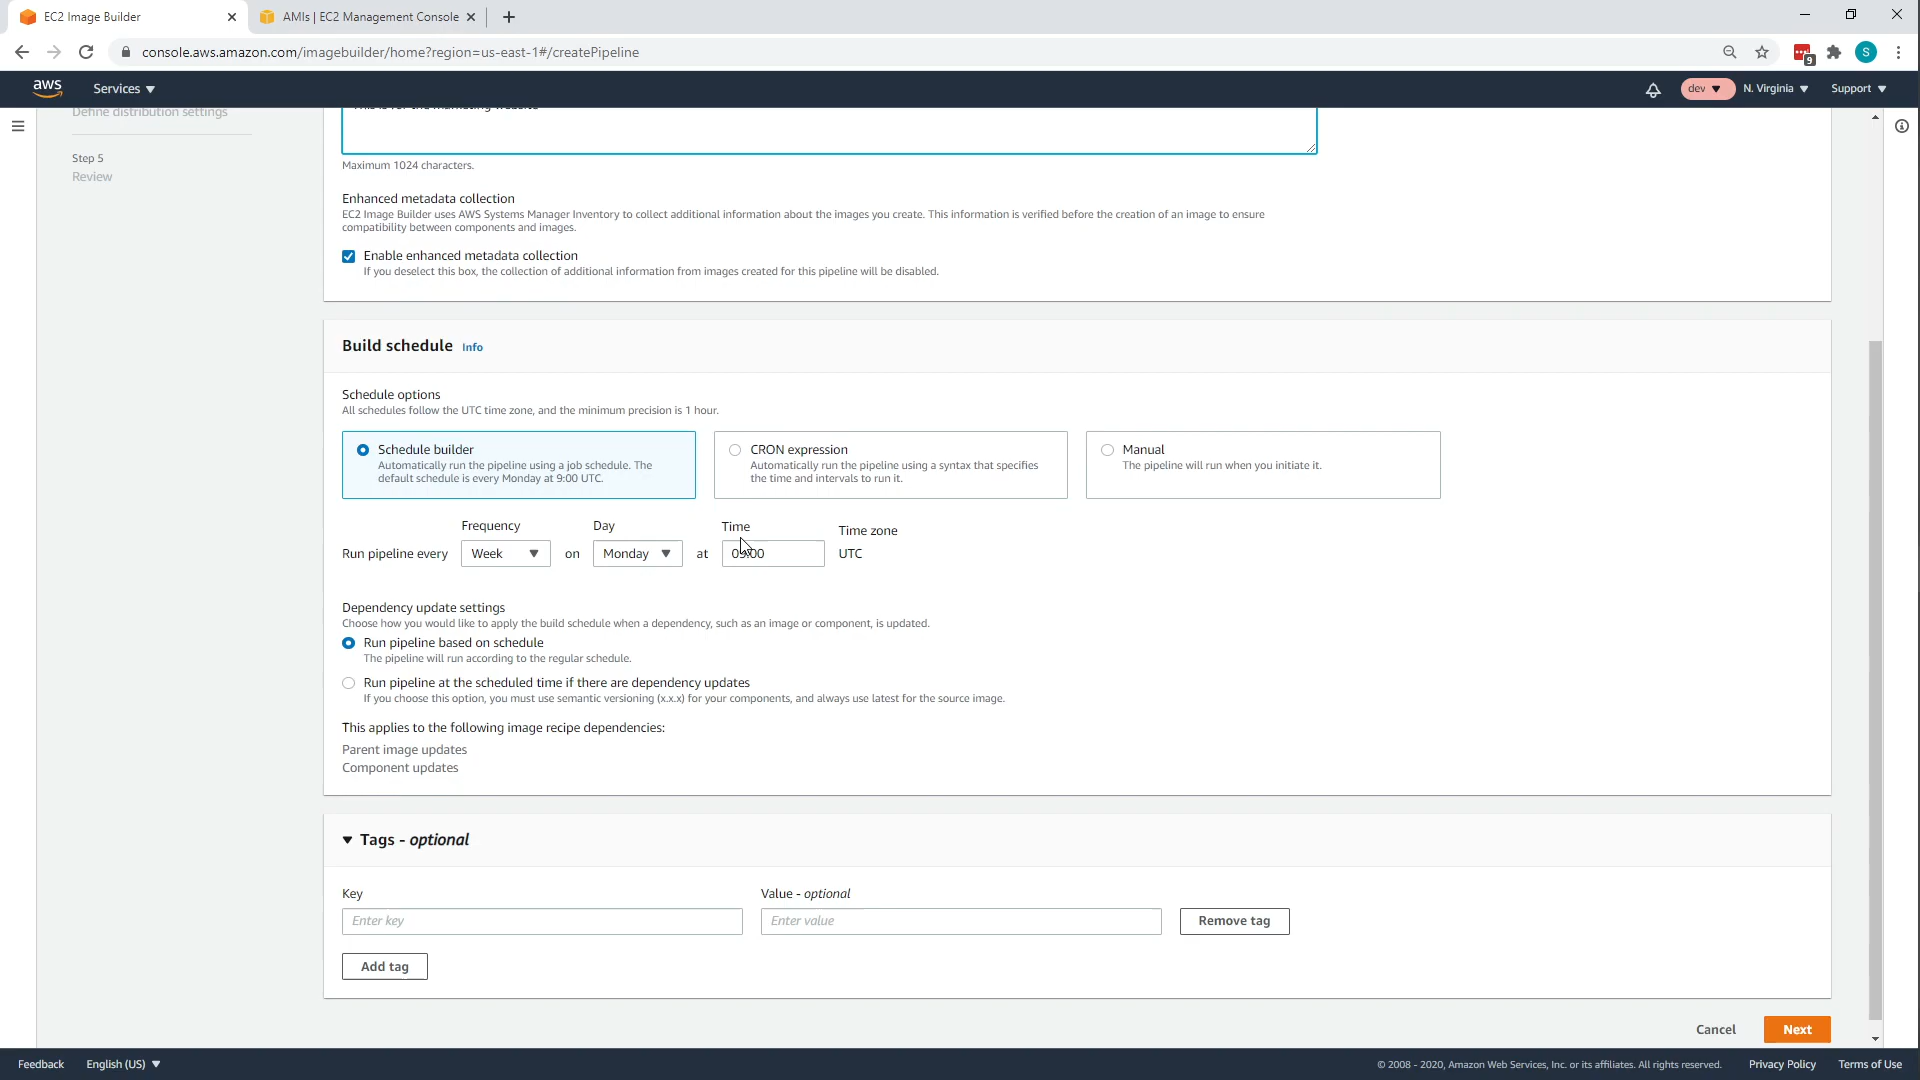 EC2 Image Builder
AMIs | EC2 Management Console
console.aws.amazon.com/imagebuilder/home?region=us-east-1#/createPipeline
9
S
aws
Services
dev
N. Virginia
Support
Define distribution settings
Step 5
Review
This is for the marketing website
Maximum 1024 characters.
Enhanced metadata collection
EC2 Image Builder uses AWS Systems Manager Inventory to collect additional information about the images you create. This information is verified before the creation of an image to ensure
compatibility between components and images.
Enable enhanced metadata collection
If you deselect this box, the collection of additional information from images created for this pipeline will be disabled.
Build schedule Info
Schedule options
All schedules follow the UTC time zone, and the minimum precision is 1 hour.
Schedule builder
Automatically run the pipeline using a job schedule. The
default schedule is every Monday at 9:00 UTC.
CRON expression
Automatically run the pipeline using a syntax that specifies
the time and intervals to run it.
Manual
The pipeline will run when you initiate it.
Frequency Day Time Time zone
Run pipeline every Week on Monday at 09:00 UTC
Dependency update settings
Choose how you would like to apply the build schedule when a dependency, such as an image or component, is updated.
Run pipeline based on schedule
The pipeline will run according to the regular schedule.
Run pipeline at the scheduled time if there are dependency updates
If you choose this option, you must use semantic versioning (x.x.x) for your components, and always use latest for the source image.
This applies to the following image recipe dependencies:
Parent image updates
Component updates
Tags - optional
Key Value - optional
Enter key Enter value Remove tag
Add tag
Cancel Next
Feedback English (US) © 2008 - 2020, Amazon Web Services, Inc. or its affiliates. All rights reserved. Privacy Policy Terms of Use